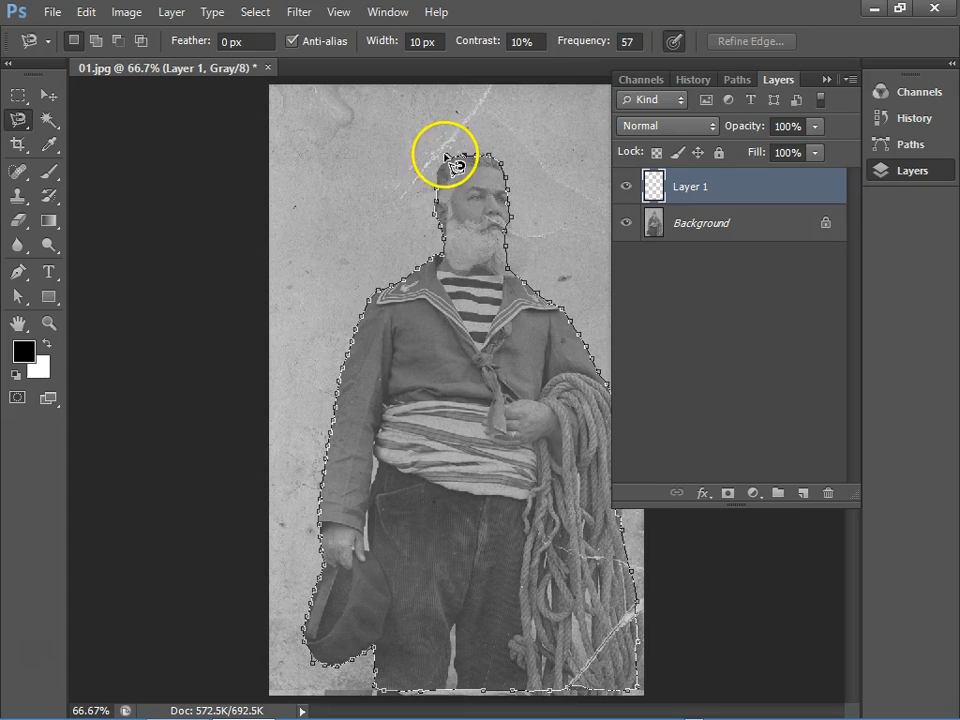 Ps File Edit Image Layer Type Select Filter View Window Help
Feather: 0 px Anti-alias Width: 10 px Contrast: 10% Frequency: 57 Refine Edge...
01.jpg @ 66.7% (Layer 1, Gray/8) * ×
Channels History Paths Layers
Kind T
Normal Opacity: 100%
Lock: Fill: 100%
Layer 1
Background
fx
Channels
History
Paths
Layers
T
66.67% Doc: 572.5K/692.5K